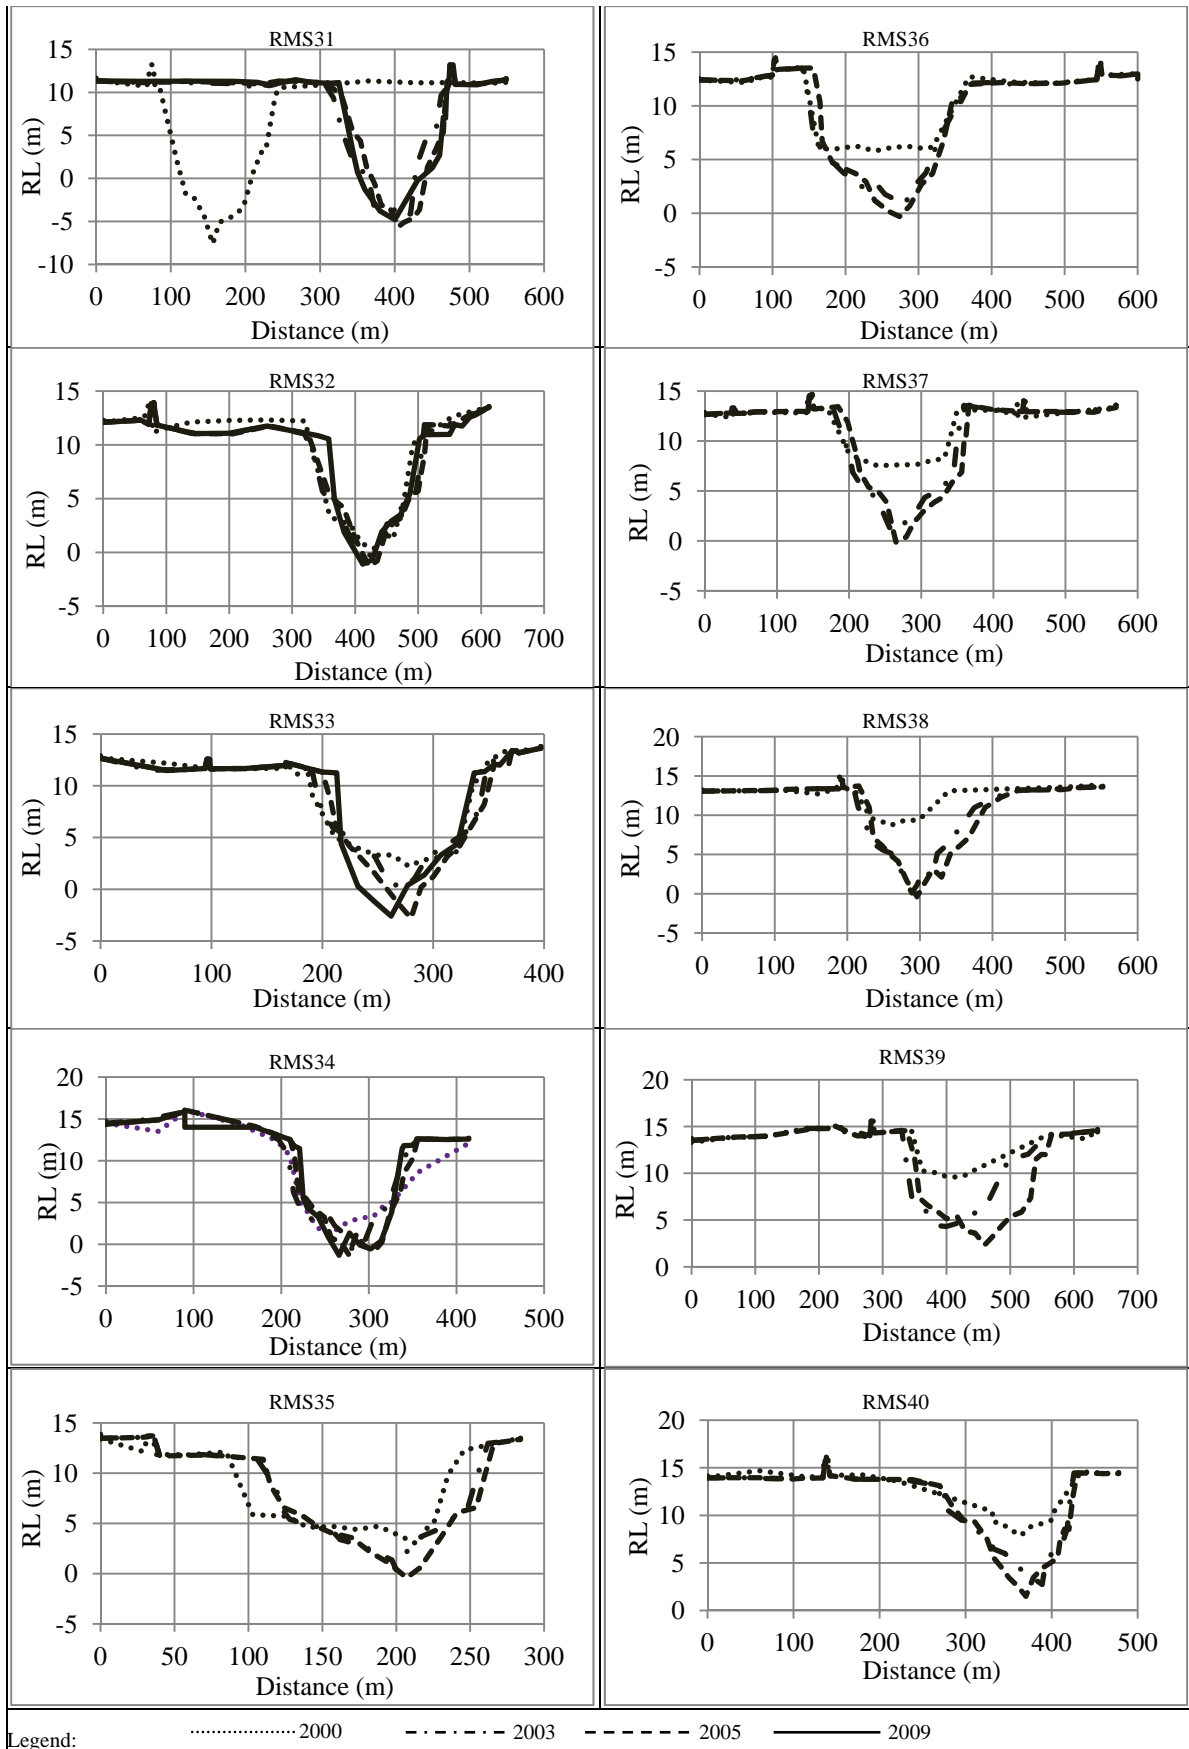 RMS31
15
10
5
0
-5
-10
RL (m)
0 100 200 300 400 500 600
Distance (m)
RMS36
15
10
5
0
-5
RL (m)
0 100 200 300 400 500 600
Distance (m)
RMS32
15
10
5
0
-5
RL (m)
0 100 200 300 400 500 600 700
Distance (m)
RMS37
15
10
5
0
-5
RL (m)
0 100 200 300 400 500 600
Distance (m)
RMS33
15
10
5
0
-5
RL (m)
0 100 200 300 400
Distance (m)
RMS38
20
15
10
5
0
-5
RL (m)
0 100 200 300 400 500 600
Distance (m)
RMS34
20
15
10
5
0
-5
RL (m)
0 100 200 300 400 500
Distance (m)
RMS39
20
15
10
5
0
RL (m)
0 100 200 300 400 500 600 700
Distance (m)
RMS35
15
10
5
0
-5
RL (m)
0 50 100 150 200 250 300
Distance (m)
RMS40
20
15
10
5
0
RL (m)
0 100 200 300 400 500
Distance (m)
Legend: 2000 2003 2005 2009